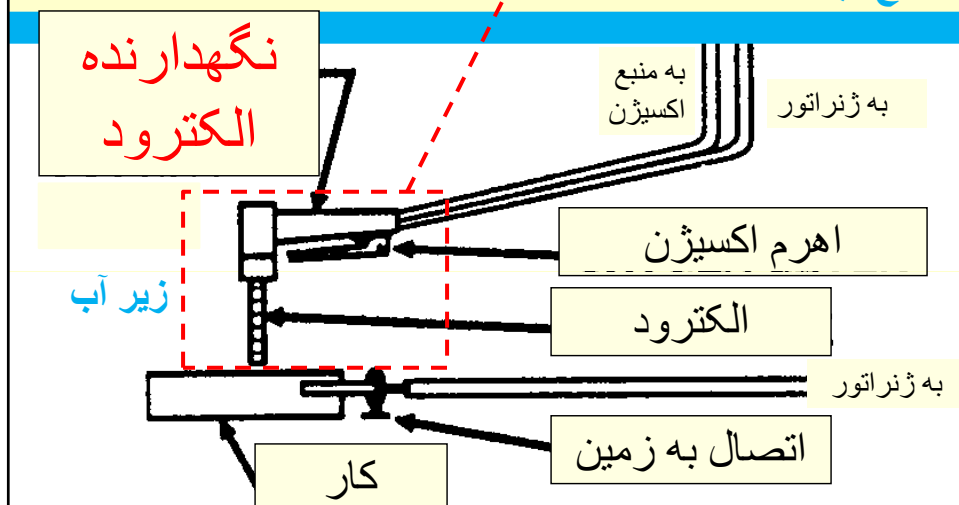 نگهدارنده
الکترود
به منبع
اکسیژن
به ژنراتور
اهرم اکسیژن
زیر آب
الکترود
به ژنراتور
اتصال به زمین
کار